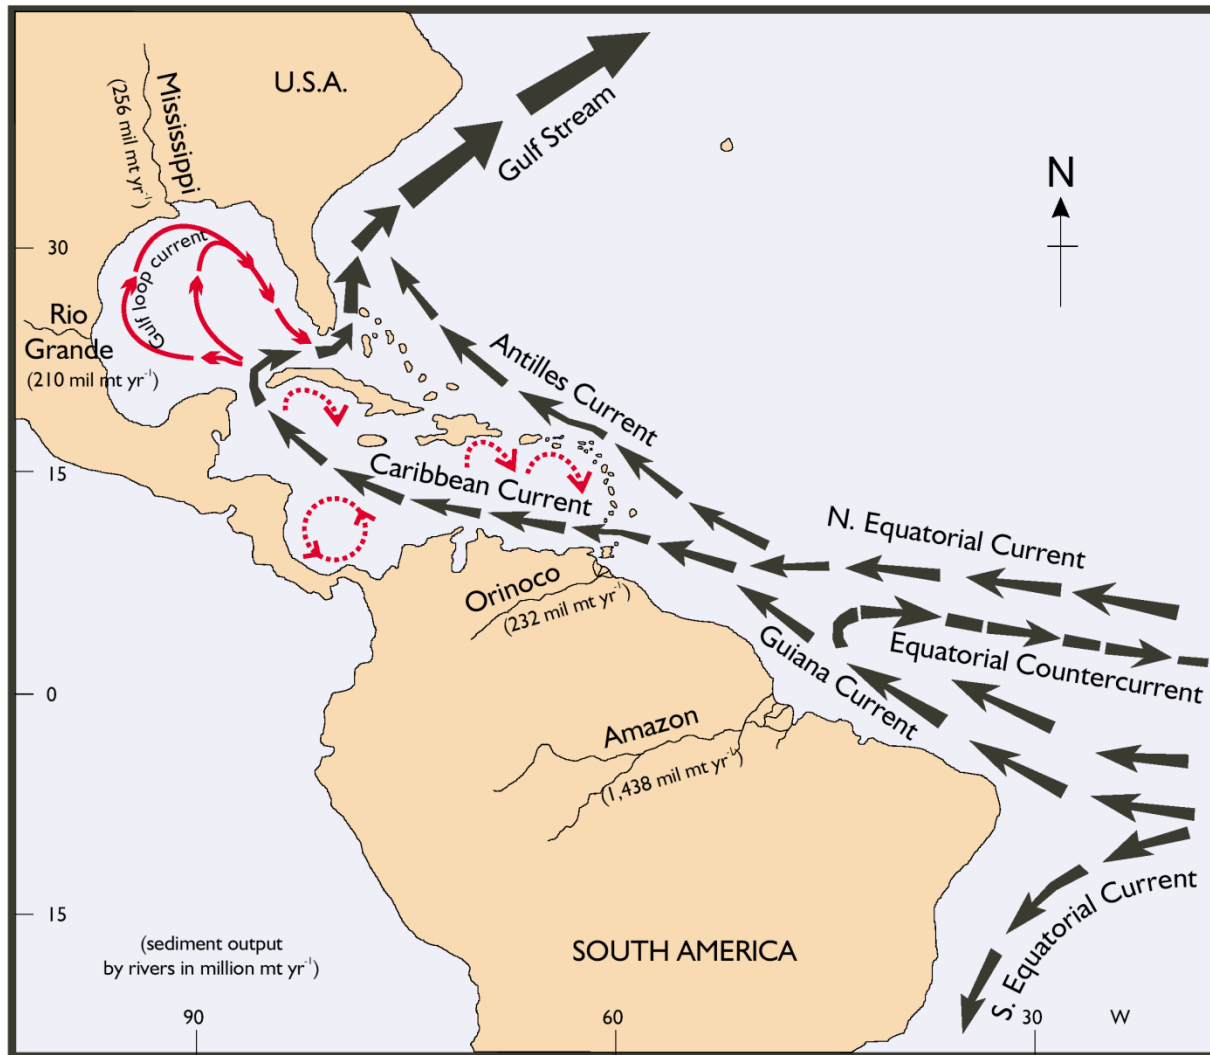 U.S.A.
Mississippi
(256 mil mt yr⁻¹)
Gulf Stream
N
30
Gulf loop current
Rio
Grande
(210 mil mt yr⁻¹)
Antilles Current
15
Caribbean Current
N. Equatorial Current
Orinoco
(232 mil mt yr⁻¹)
Guiana Current
Equatorial Countercurrent
0
Amazon
(1,438 mil mt yr⁻¹)
S. Equatorial Current
15
(sediment output
by rivers in million mt yr⁻¹)
SOUTH AMERICA
90
60
30
W